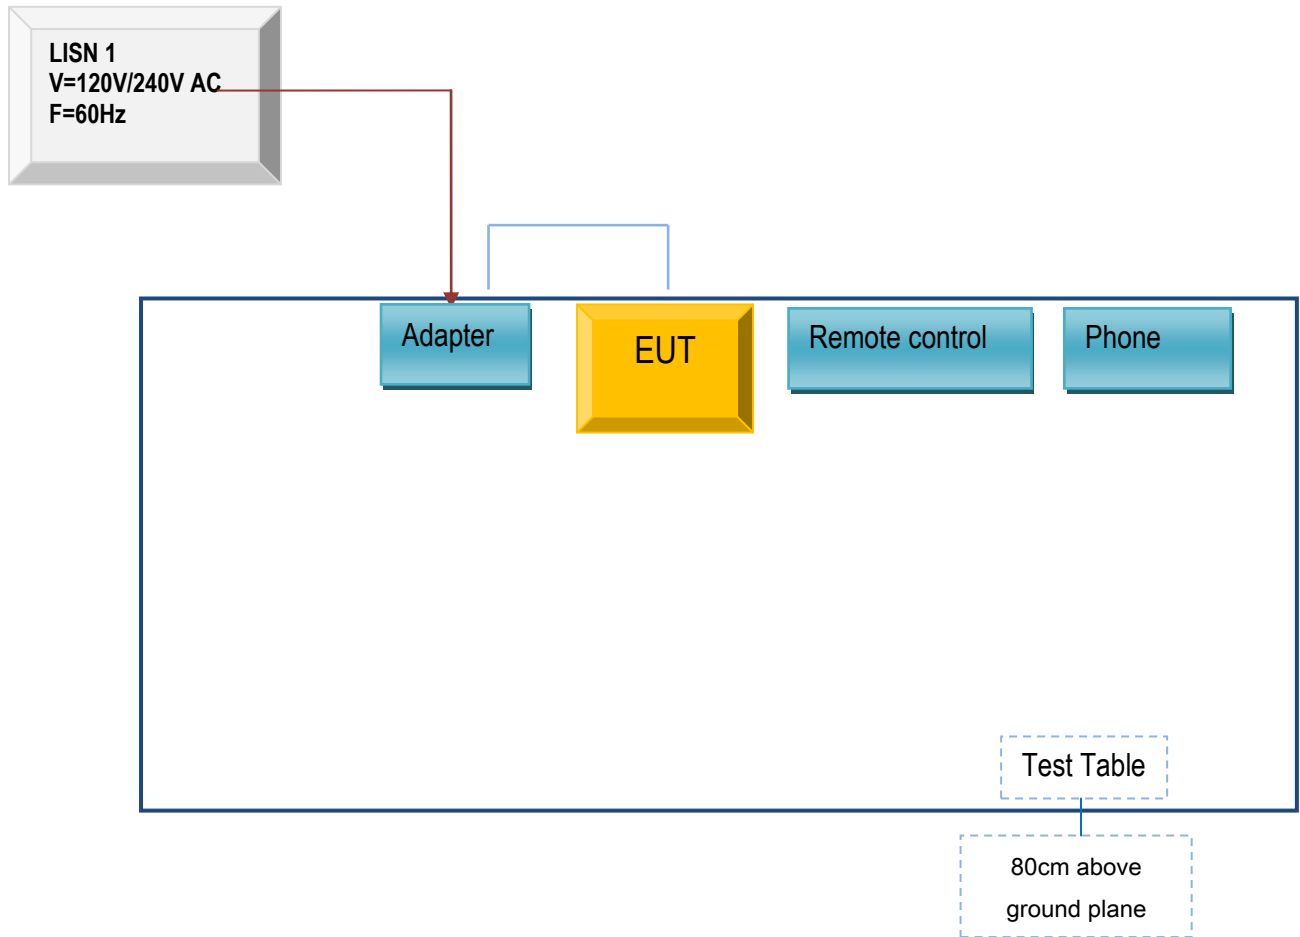 LISN 1
V=120V/240V AC
F=60Hz
Adapter
EUT
Remote control
Phone
Test Table
80cm above
ground plane